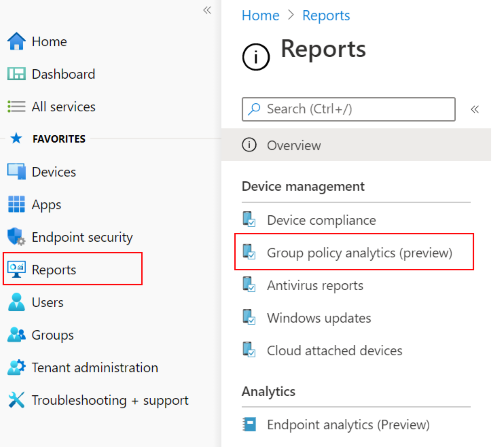 Home
Dashboard
All services
FAVORITES
Devices
Apps
Endpoint security
Reports
Users
Groups
Tenant administration
Troubleshooting + support
Home > Reports
Reports
Search (Ctrl+/)
Overview
Device management
Device compliance
Group policy analytics (preview)
Antivirus reports
Windows updates
Cloud attached devices
Analytics
Endpoint analytics (Preview)